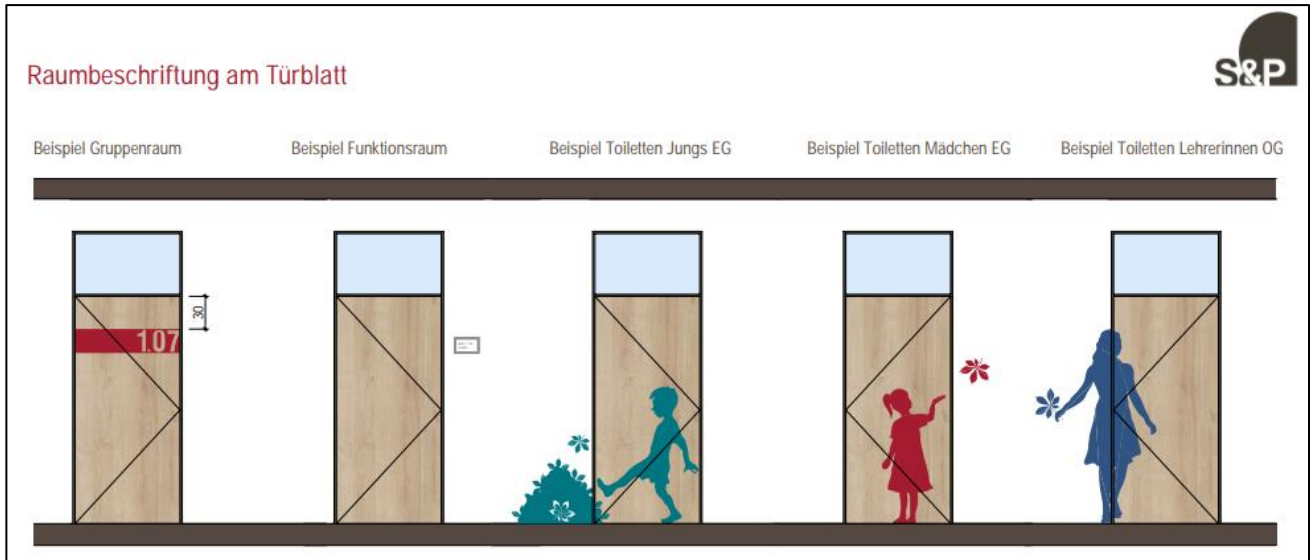 S&P
Raumbeschriftung am Türblatt
Beispiel Gruppenraum
Beispiel Funktionsraum
Beispiel Toiletten Jungs EG
Beispiel Toiletten Mädchen EG
Beispiel Toiletten Lehrerinnen OG
30
1.07